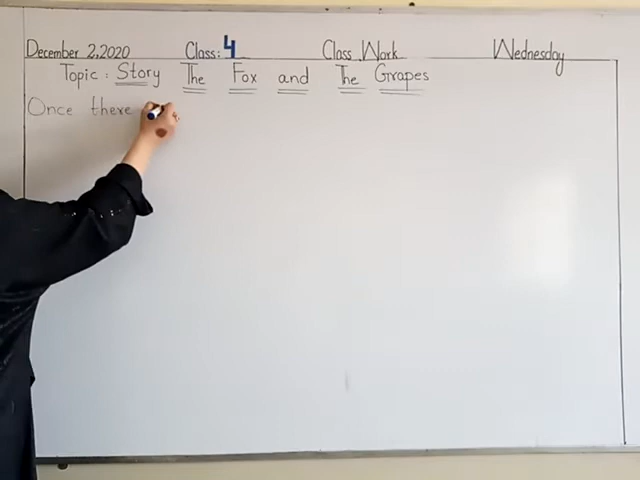 December 2,2020 Class: 4 Class Work Wednesday
Topic: Story The Fox and The Grapes
Once there